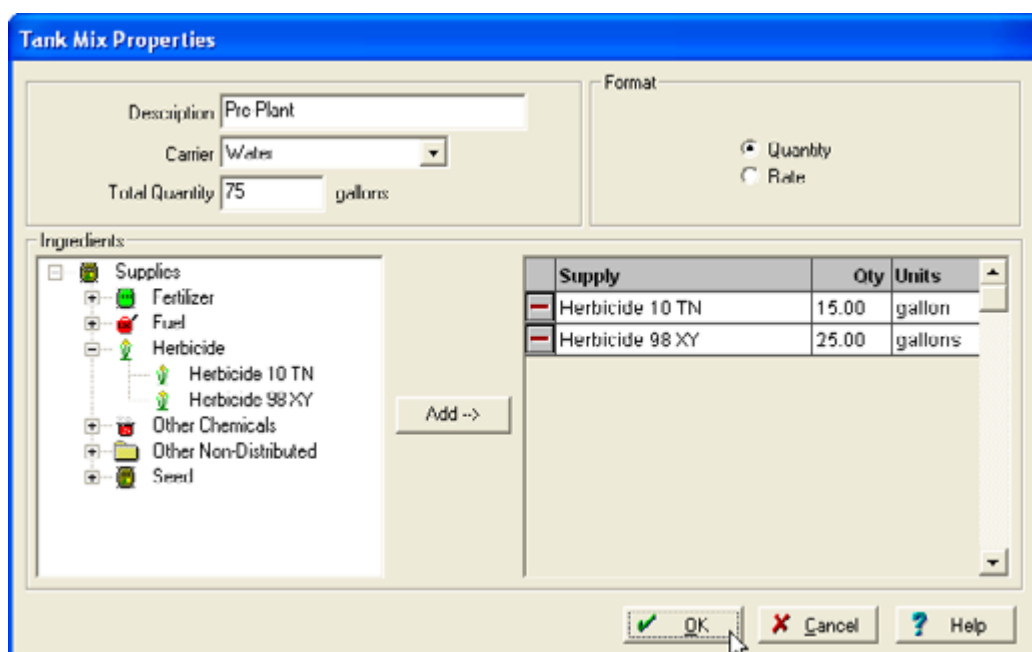 Tank Mix Properties
Description Pre Plant
Carrier Water
Total Quantity 75 gallons
Format
Quantity
Rate
Ingredients
Supplies
Fertilizer
Fuel
Herbicide
Herbicide 10 TN
Herbicide 98 XY
Other Chemicals
Other Non-Distributed
Seed
Add -->
Supply Qty Units
Herbicide 10 TN 15.00 gallon
Herbicide 98 XY 25.00 gallons
OK Cancel Help